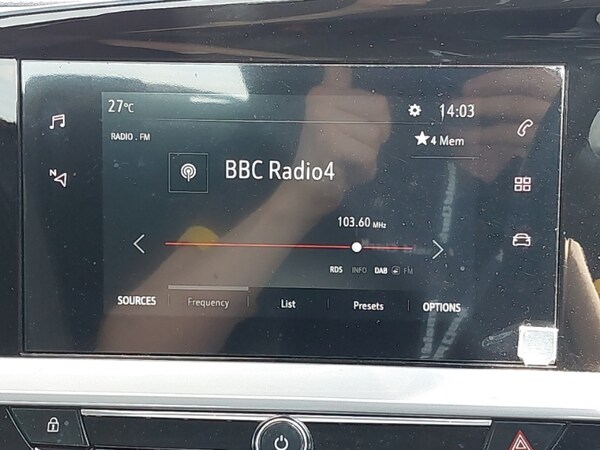 27°C 14:03
RADIO . FM
★4 Mem
BBC Radio4
N
103.60 MHz
RDS INFO DAB FM
SOURCES Frequency List Presets OPTIONS